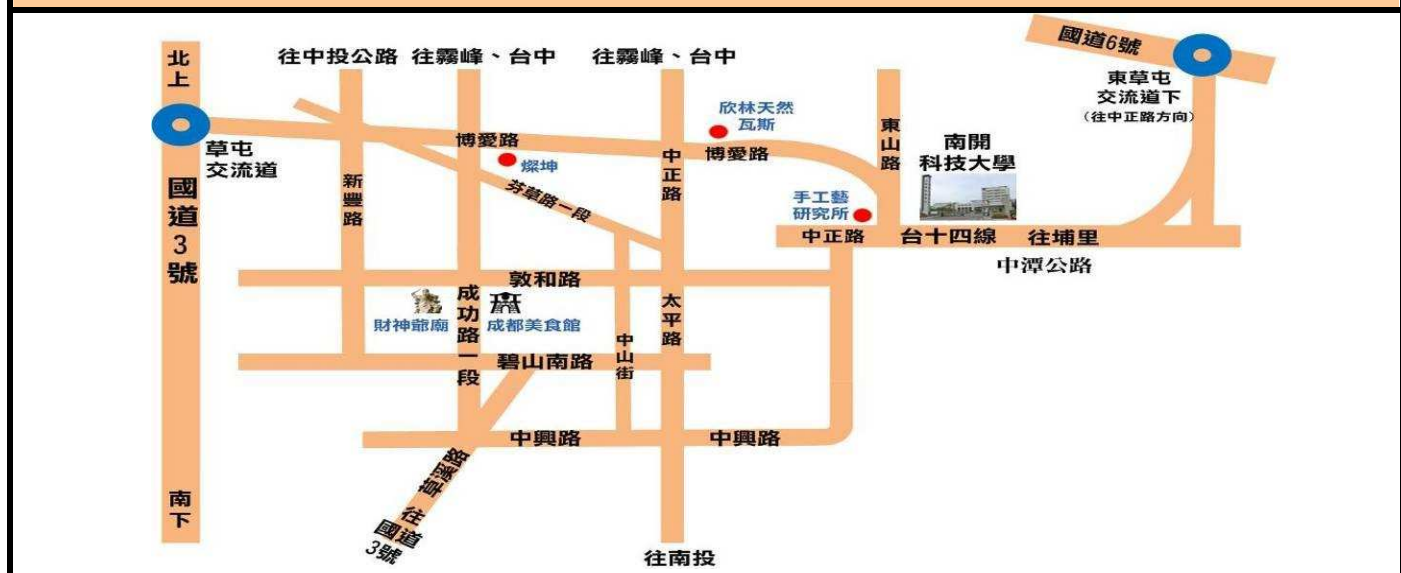 北上
國道3號
南下
草屯
交流道
往中投公路
往霧峰、台中
往霧峰、台中
國道6號
東草屯
交流道下
(往中正路方向)
欣林天然
瓦斯
博愛路
博愛路
燦坤
芬草路一段
新豐路
中正路
東山路
南開
科技大學
手工藝
研究所
中正路
台十四線
往埔里
中潭公路
敦和路
財神爺廟
成功路一段
成都美食館
中山街
太平路
碧山南路
中興路
中興路
草溪路
往
國道
3號
往南投